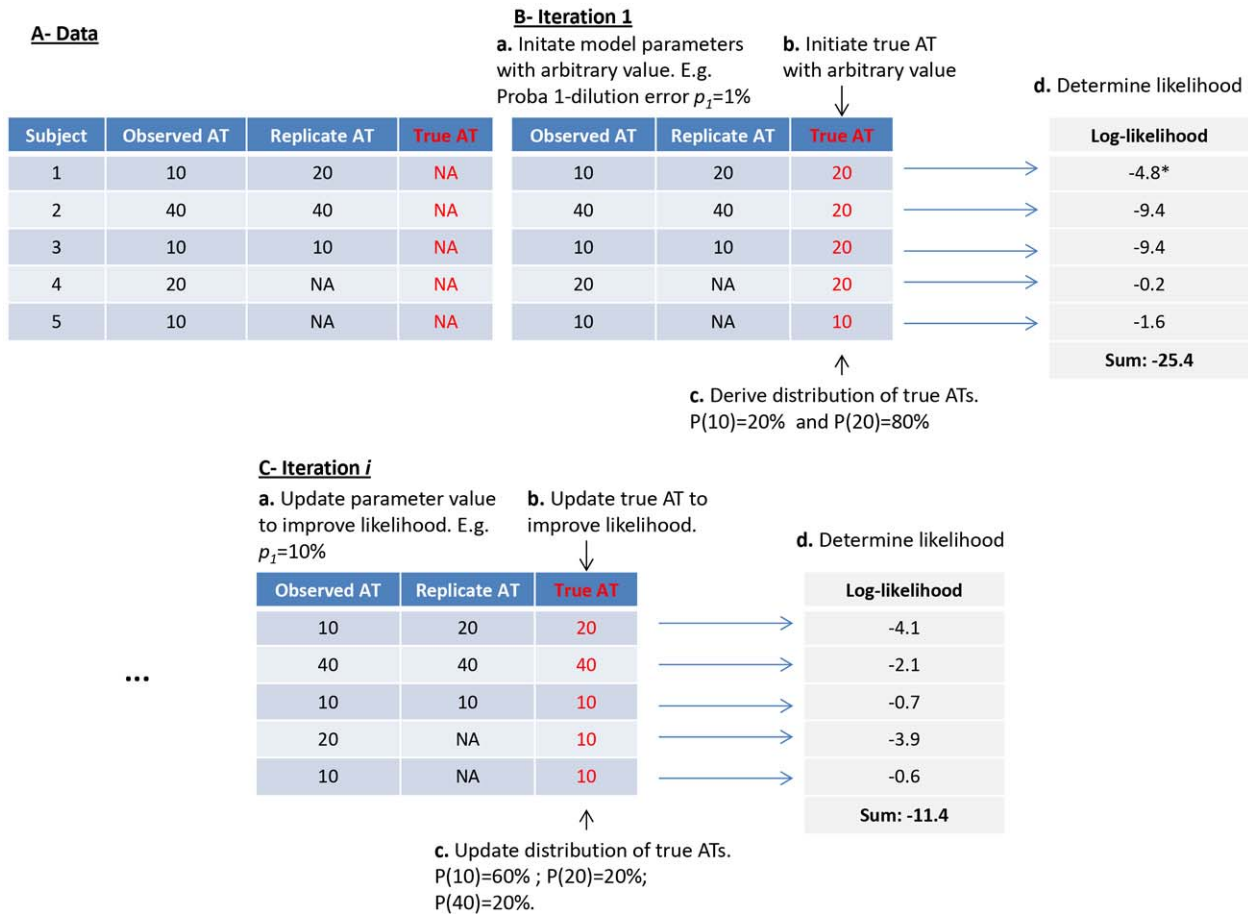 A- Data
Subject Observed AT Replicate AT True AT
1 10 20 NA
2 40 40 NA
3 10 10 NA
4 20 NA NA
5 10 NA NA
B- Iteration 1
a. Initate model parameters
with arbitrary value. E.g.
Proba 1-dilution error p₁=1%
b. Initiate true AT
with arbitrary value
Observed AT Replicate AT True AT
10 20 20
40 40 20
10 10 20
20 NA 20
10 NA 10
c. Derive distribution of true ATs.
P(10)=20% and P(20)=80%
d. Determine likelihood
Log-likelihood
-4.8*
-9.4
-9.4
-0.2
-1.6
Sum: -25.4
...
C- Iteration i
a. Update parameter value
to improve likelihood. E.g.
p₁=10%
b. Update true AT to
improve likelihood.
Observed AT Replicate AT True AT
10 20 20
40 40 40
10 10 10
20 NA 10
10 NA 10
c. Update distribution of true ATs.
P(10)=60% ; P(20)=20%;
P(40)=20%.
d. Determine likelihood
Log-likelihood
-4.1
-2.1
-0.7
-3.9
-0.6
Sum: -11.4